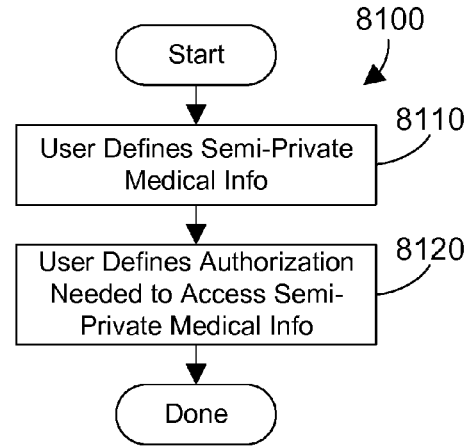 Start
8100
User Defines Semi-Private
Medical Info
8110
User Defines Authorization
Needed to Access Semi-
Private Medical Info
8120
Done